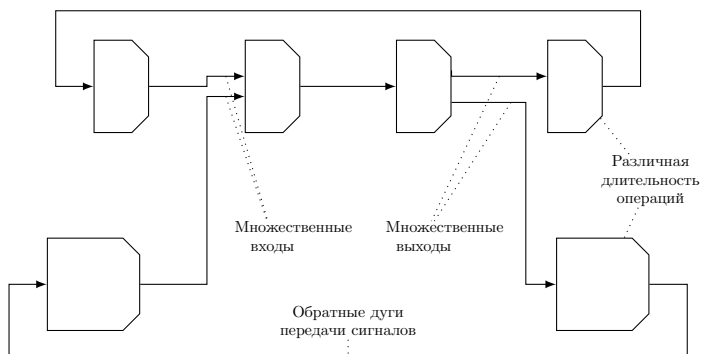 Различная
длительность
операций
Множественные
входы
Множественные
выходы
Обратные дуги
передачи сигналов